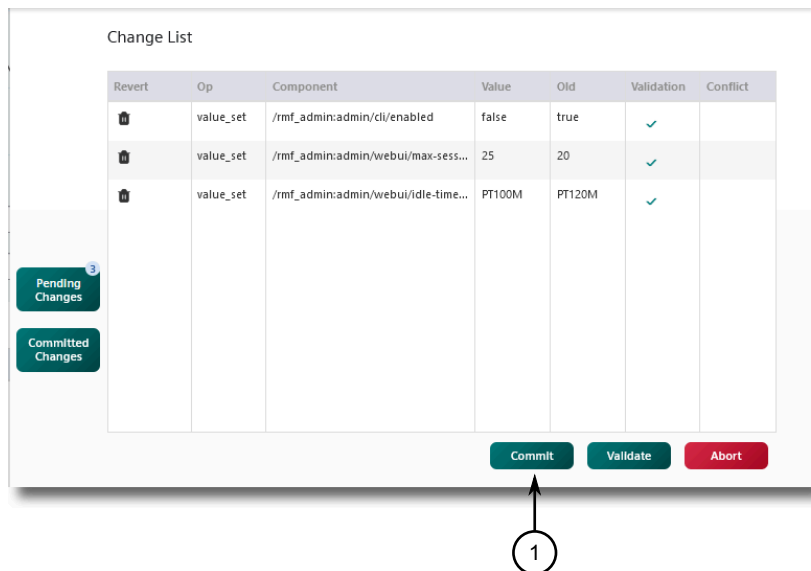 Change List
Revert Op Component Value Old Validation Conflict
value_set /rmf_admin:admin/cli/enabled false true
value_set /rmf_admin:admin/webui/max-sess... 25 20
value_set /rmf_admin:admin/webui/idle-time... PT100M PT120M
3
Pending
Changes
Committed
Changes
Commit Validate Abort
1